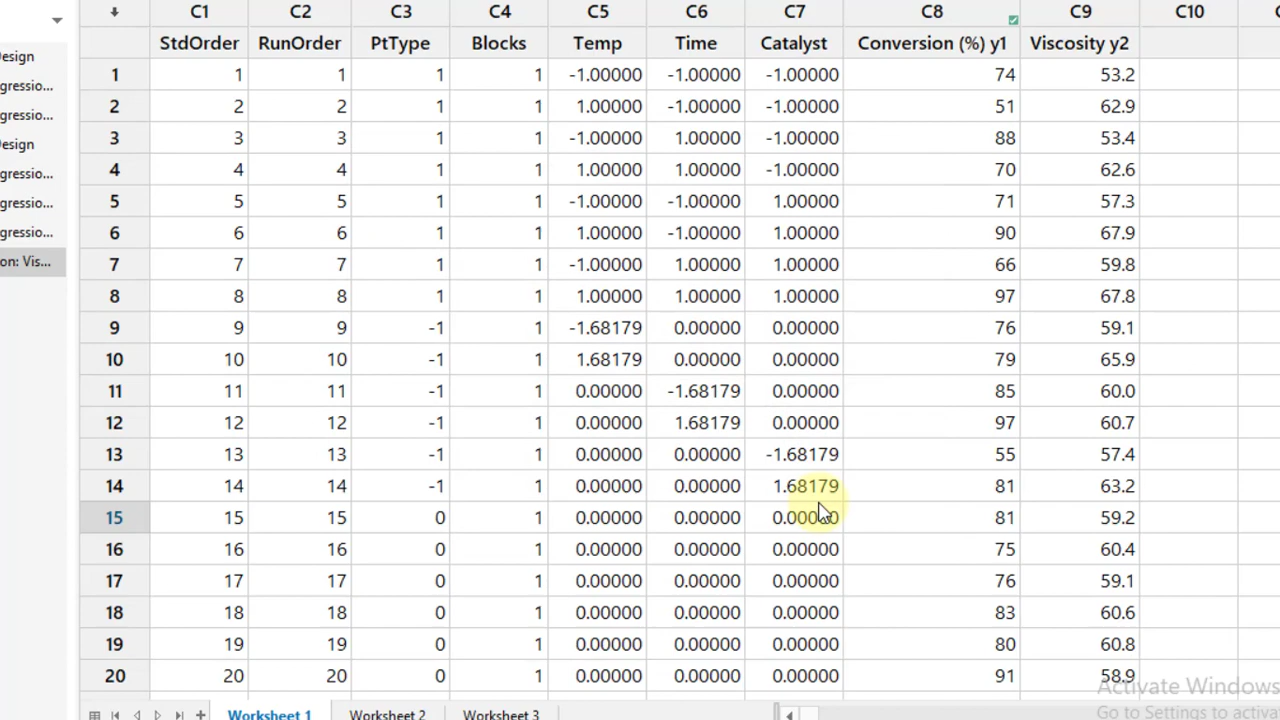 C1 C2 C3 C4 C5 C6 C7 C8 C9 C10
StdOrder RunOrder PtType Blocks Temp Time Catalyst Conversion (%) y1 Viscosity y2
esign
1 1 1 1 1 -1.00000 -1.00000 -1.00000 74 53.2
gressio...
2 2 2 1 1 1.00000 -1.00000 -1.00000 51 62.9
gressio...
3 3 3 1 1 -1.00000 1.00000 -1.00000 88 53.4
esign
4 4 4 1 1 1.00000 1.00000 -1.00000 70 62.6
gressio...
5 5 5 1 1 -1.00000 -1.00000 1.00000 71 57.3
gressio...
6 6 6 1 1 1.00000 -1.00000 1.00000 90 67.9
gressio...
7 7 7 1 1 -1.00000 1.00000 1.00000 66 59.8
on: Vis...
8 8 8 1 1 1.00000 1.00000 1.00000 97 67.8
9 9 9 -1 1 -1.68179 0.00000 0.00000 76 59.1
10 10 10 -1 1 1.68179 0.00000 0.00000 79 65.9
11 11 11 -1 1 0.00000 -1.68179 0.00000 85 60.0
12 12 12 -1 1 0.00000 1.68179 0.00000 97 60.7
13 13 13 -1 1 0.00000 0.00000 -1.68179 55 57.4
14 14 14 -1 1 0.00000 0.00000 1.68179 81 63.2
15 15 15 0 1 0.00000 0.00000 0.00000 81 59.2
16 16 16 0 1 0.00000 0.00000 0.00000 75 60.4
17 17 17 0 1 0.00000 0.00000 0.00000 76 59.1
18 18 18 0 1 0.00000 0.00000 0.00000 83 60.6
19 19 19 0 1 0.00000 0.00000 0.00000 80 60.8
20 20 20 0 1 0.00000 0.00000 0.00000 91 58.9
Activate Windows
Go to Settings to activa
Worksheet 1 Worksheet 2 Worksheet 3